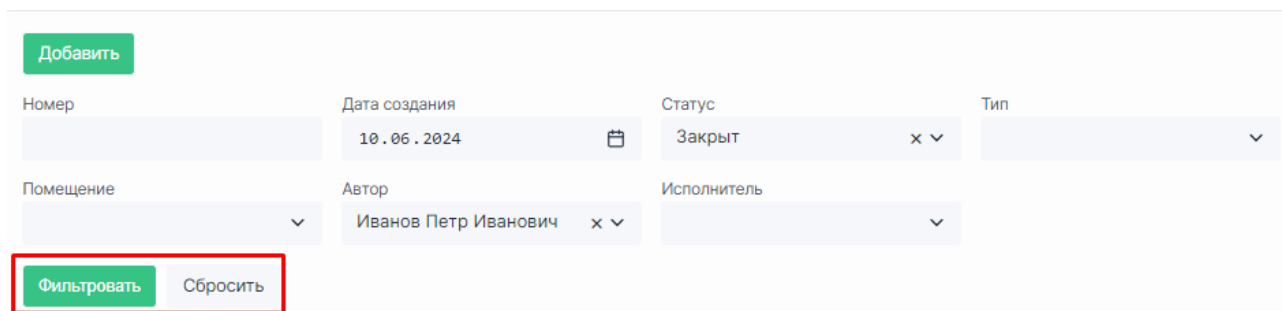 Добавить
Номер Дата создания Статус Тип
10.06.2024 Закрыт
Помещение Автор Исполнитель
Иванов Петр Иванович
Фильтровать Сбросить